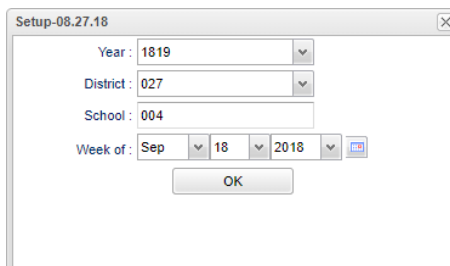 Setup-08.27.18
Year : 1819
District : 027
School : 004
Week of : Sep 18 2018
OK